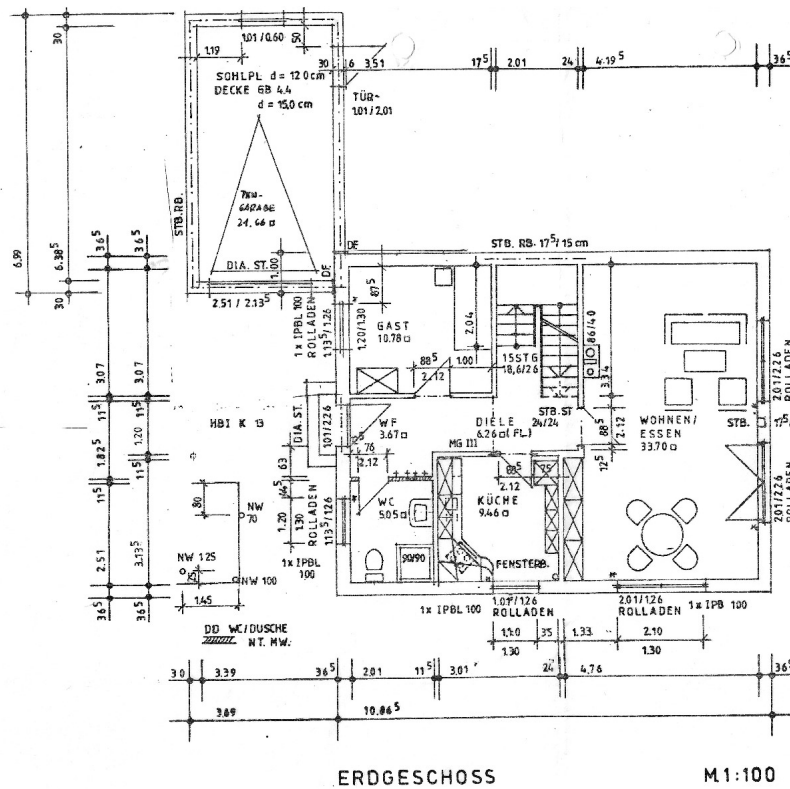 1.01/0.60
50
30
1.19
30 6 3.51
17⁵
2.01
24
4.19⁵
36⁵
SOHLPL d = 12.0 cm
DECKE GB 4.4
d = 15.0 cm
TÜR-
1.01/2.01
PKW-
GARAGE
24.66
STB.RB.
6.99
6.38⁵
30
36⁵
36⁵
DE
STB. RB. 17⁵/15 cm
DIA. ST.
1.00
DE
2.51 / 2.13⁵
1 x IPBL 100
ROLLADEN
1.13⁵/1.26
1.20/1.30
87⁵
GAST
10.78
2.04
88⁵
2.12
1.00
15 STG
18,6/26
86/40
3.34
STB. ST
24/24
88⁵
2.12
12⁵
WOHNEN/
ESSEN
33.70
STB.
17⁵
2.01/2.26
ROLLADEN
2.01/2.26
ROLLADEN
3.07
3.07
11⁵
11⁵
1.82⁵
1.20
11⁵
11⁵
2.51
3.13⁵
36⁵
36⁵
HBI K 13
DIA. ST.
1.01/2.26
63
1.20
1.30
ROLLADEN
1.13⁵/1.26
1 x IPBL
100
WF
3.67
76
2.12
DIELE
6.26 (FL.)
MG III
88⁵
2.12
75
WC
5.05
90/90
KÜCHE
9.46
FENSTERB.
80
NW
70
NW 125
NW 100
1.45
DD WC/DUSCHE
NT. MW.
1x IPBL 100
1.01/1.26
ROLLADEN
2.01/1.26
ROLLADEN
1x IPB 100
1.10
1.30
35
1.33
2.10
1.30
30
3.39
36⁵
2.01
11⁵
3.01
24
4.76
36⁵
3.69
10.86⁵
ERDGESCHOSS
M.1:100